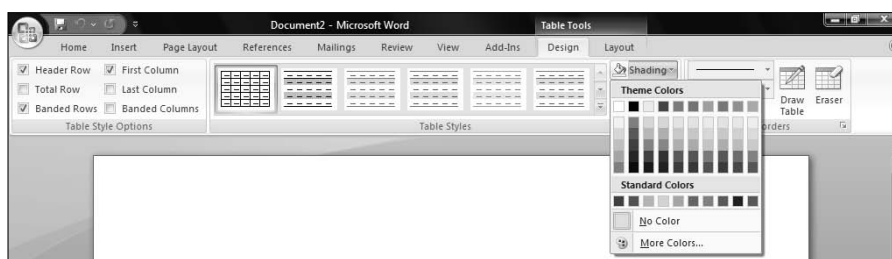 Document2 - Microsoft Word
Table Tools
Home Insert Page Layout References Mailings Review View Add-Ins Design Layout
Header Row First Column
Total Row Last Column
Banded Rows Banded Columns
Table Style Options
Table Styles
Shading
Theme Colors
Standard Colors
No Color
More Colors...
Draw Table
Eraser
orders